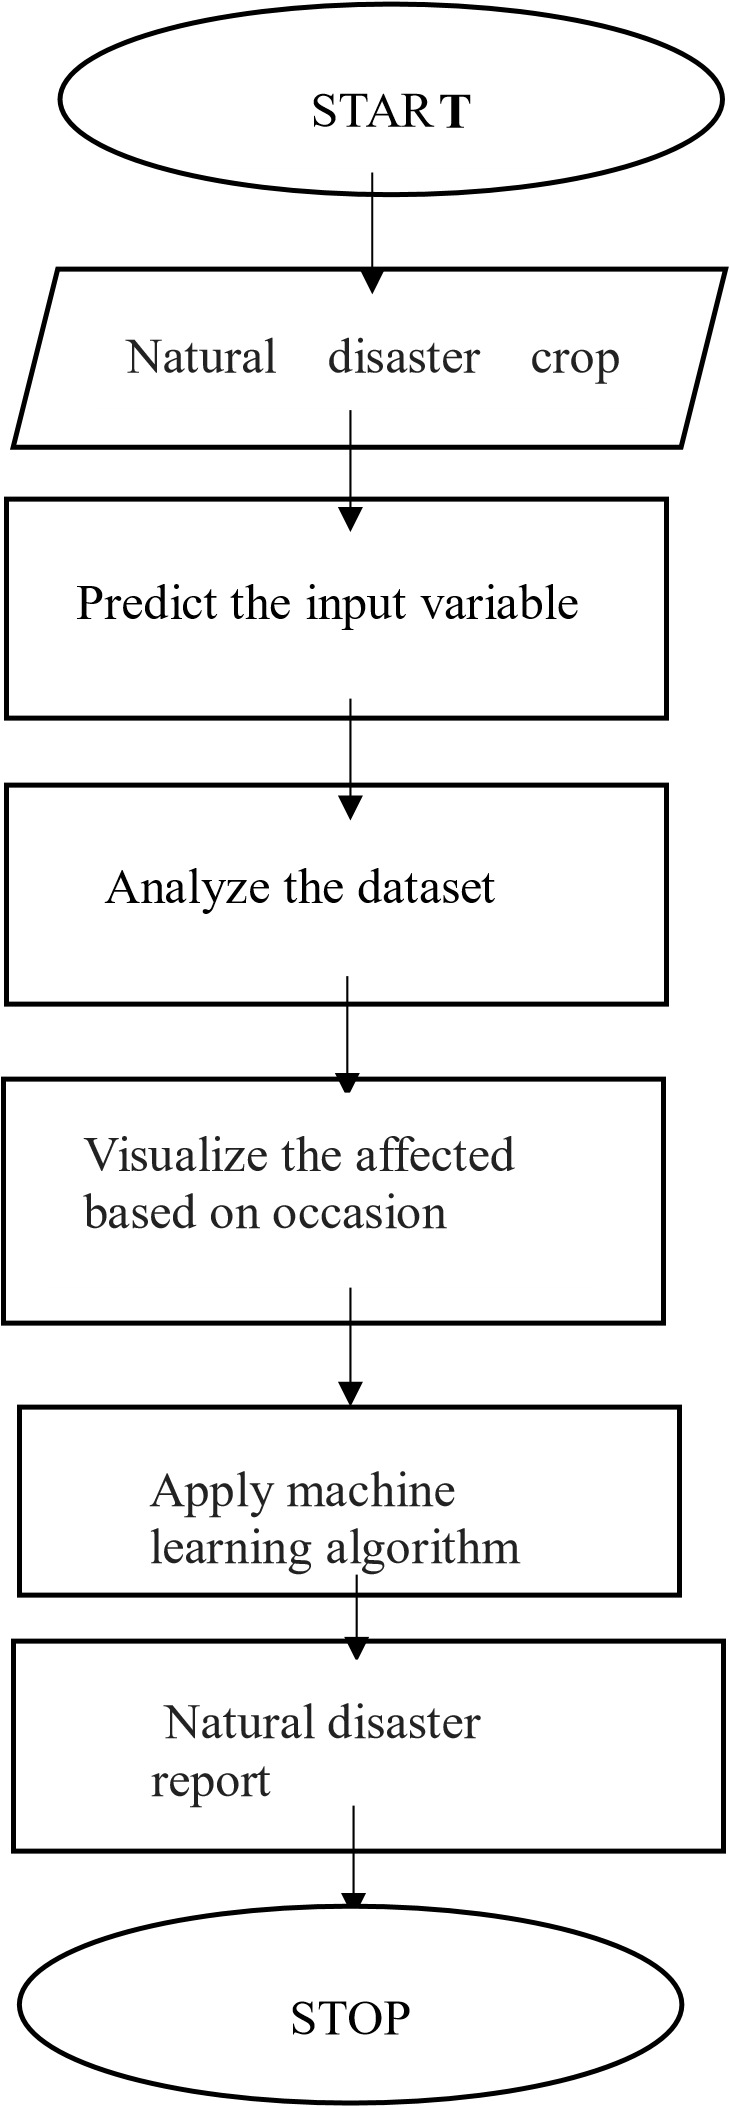 START
Natural disaster crop
Predict the input variable
Analyze the dataset
Visualize the affected
based on occasion
Apply machine
learning algorithm
Natural disaster
report
STOP